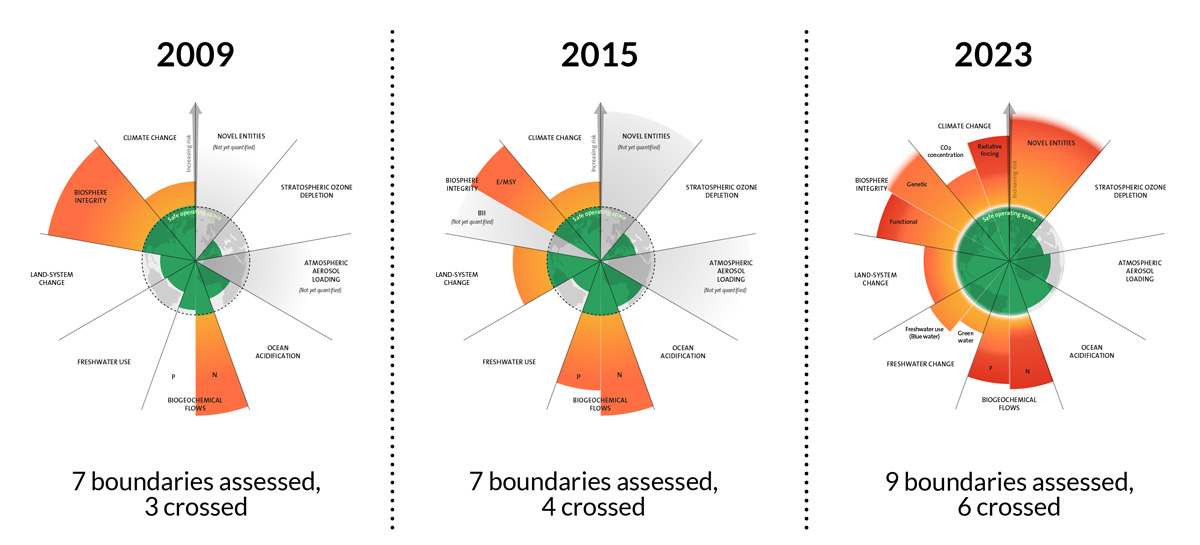 2009
CLIMATE CHANGE
NOVEL ENTITIES
(Not yet quantified)
Increasing risk
STRATOSPHERIC OZONE
DEPLETION
BIOSPHERE
INTEGRITY
Safe operating space
ATMOSPHERIC
AEROSOL
LOADING
(Not yet quantified)
LAND-SYSTEM
CHANGE
OCEAN
ACIDIFICATION
FRESHWATER USE
P
N
BIOGEOCHEMICAL
FLOWS
7 boundaries assessed,
3 crossed
2015
CLIMATE CHANGE
NOVEL ENTITIES
(Not yet quantified)
Increasing risk
STRATOSPHERIC OZONE
DEPLETION
BIOSPHERE
INTEGRITY
E/MSY
BII
(Not yet quantified)
Safe operating space
ATMOSPHERIC
AEROSOL
LOADING
(Not yet quantified)
LAND-SYSTEM
CHANGE
OCEAN
ACIDIFICATION
FRESHWATER USE
P
N
BIOGEOCHEMICAL
FLOWS
7 boundaries assessed,
4 crossed
2023
CLIMATE CHANGE
CO2
concentration
Radiative
forcing
NOVEL ENTITIES
Increasing risk
STRATOSPHERIC OZONE
DEPLETION
BIOSPHERE
INTEGRITY
Genetic
Functional
Safe operating space
ATMOSPHERIC
AEROSOL
LOADING
LAND-SYSTEM
CHANGE
Freshwater use
(Blue water)
Green
water
OCEAN
ACIDIFICATION
FRESHWATER CHANGE
P
N
BIOGEOCHEMICAL
FLOWS
9 boundaries assessed,
6 crossed